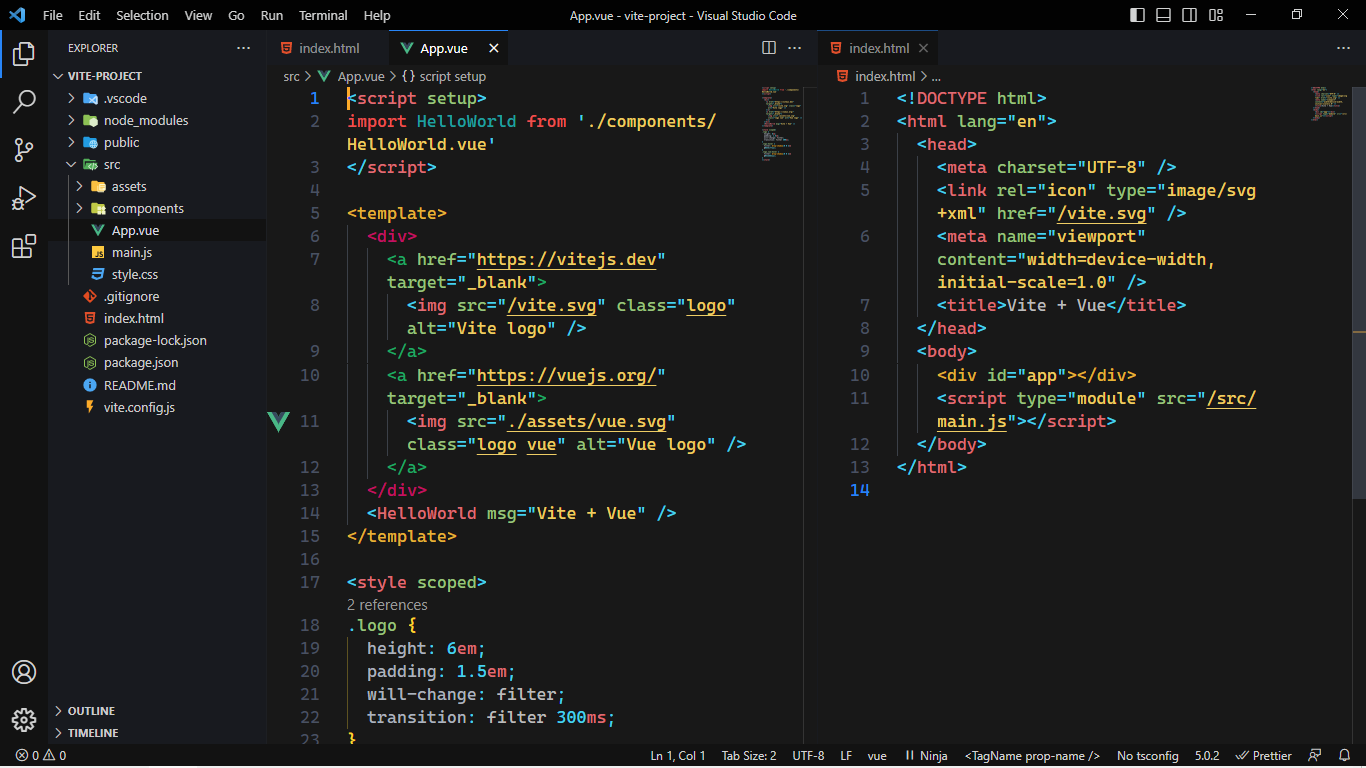 File Edit Selection View Go Run Terminal Help App.vue - vite-project - Visual Studio Code
EXPLORER
VITE-PROJECT
.vscode
node_modules
public
src
assets
components
App.vue
main.js
style.css
.gitignore
index.html
package-lock.json
package.json
README.md
vite.config.js
OUTLINE
TIMELINE
index.html App.vue
src > App.vue > {} script setup
1 <script setup>
2 import HelloWorld from './components/
HelloWorld.vue'
3 </script>
4
5 <template>
6 <div>
7 <a href="https://vitejs.dev"
target="_blank">
8 <img src="/vite.svg" class="logo"
alt="Vite logo" />
9 </a>
10 <a href="https://vuejs.org/"
target="_blank">
11 <img src="./assets/vue.svg"
class="logo vue" alt="Vue logo" />
12 </a>
13 </div>
14 <HelloWorld msg="Vite + Vue" />
15 </template>
16
17 <style scoped>
2 references
18 .logo {
19 height: 6em;
20 padding: 1.5em;
21 will-change: filter;
22 transition: filter 300ms;
23 }
index.html
index.html > ...
1 <!DOCTYPE html>
2 <html lang="en">
3 <head>
4 <meta charset="UTF-8" />
5 <link rel="icon" type="image/svg
+xml" href="/vite.svg" />
6 <meta name="viewport"
content="width=device-width,
initial-scale=1.0" />
7 <title>Vite + Vue</title>
8 </head>
9 <body>
10 <div id="app"></div>
11 <script type="module" src="/src/
main.js"></script>
12 </body>
13 </html>
14
0 0 Ln 1, Col 1 Tab Size: 2 UTF-8 LF vue Ninja <TagName prop-name /> No tsconfig 5.0.2 Prettier